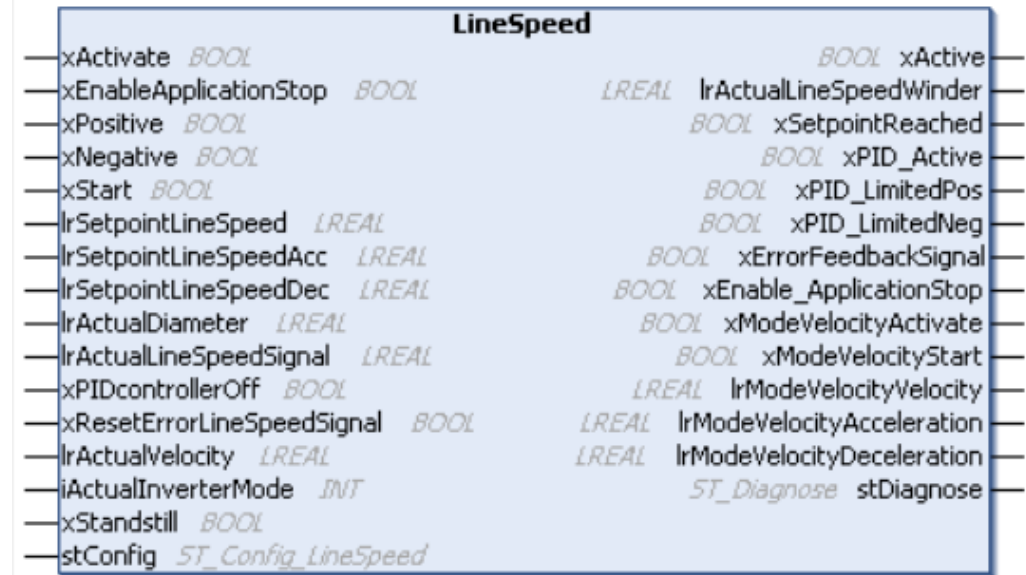 LineSpeed
xActivate BOOL BOOL xActive
xEnableApplicationStop BOOL LREAL lrActualLineSpeedWinder
xPositive BOOL BOOL xSetpointReached
xNegative BOOL BOOL xPID_Active
xStart BOOL BOOL xPID_LimitedPos
lrSetpointLineSpeed LREAL BOOL xPID_LimitedNeg
lrSetpointLineSpeedAcc LREAL BOOL xErrorFeedbackSignal
lrSetpointLineSpeedDec LREAL BOOL xEnable_ApplicationStop
lrActualDiameter LREAL BOOL xModeVelocityActivate
lrActualLineSpeedSignal LREAL BOOL xModeVelocityStart
xPIDcontrollerOff BOOL LREAL lrModeVelocityVelocity
xResetErrorLineSpeedSignal BOOL LREAL lrModeVelocityAcceleration
lrActualVelocity LREAL LREAL lrModeVelocityDeceleration
iActualInverterMode INT ST_Diagnose stDiagnose
xStandstill BOOL
stConfig ST_Config_LineSpeed